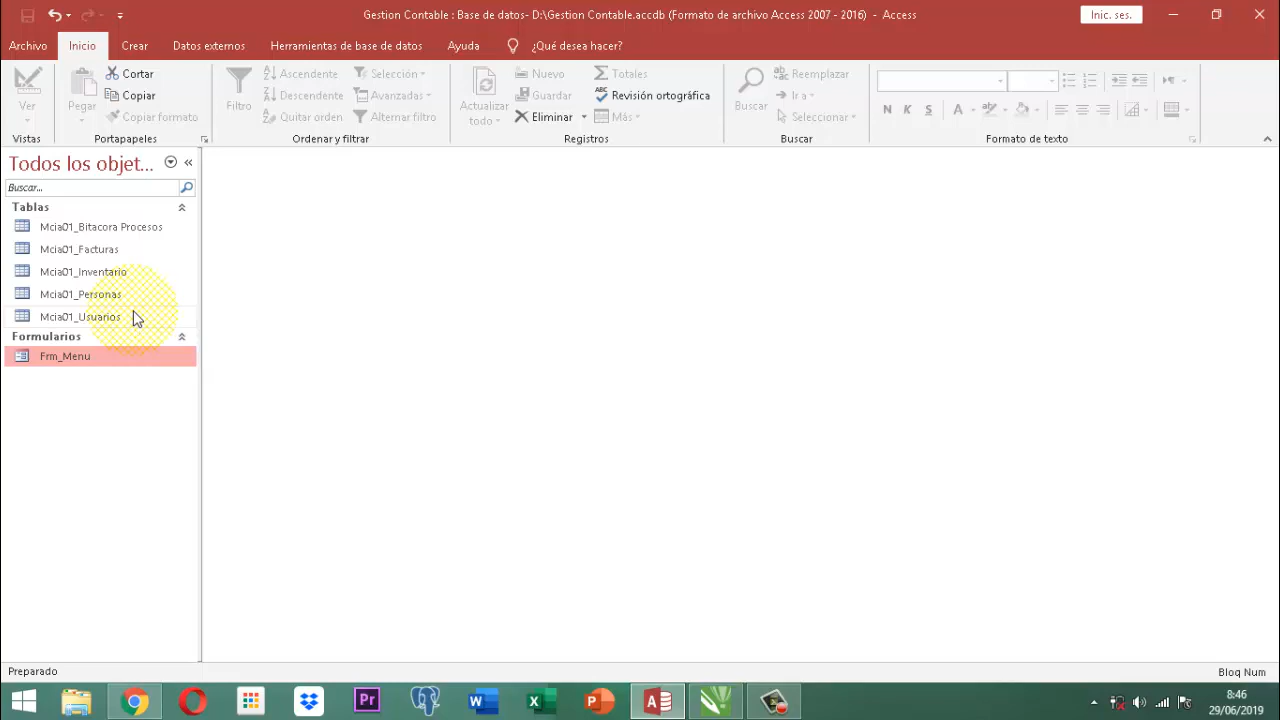 Gestion Contable : Base de datos- D:\Gestion Contable.accdb (Formato de archivo Access 2007 - 2016) - Access
Inic. ses.
Archivo Inicio Crear Datos externos Herramientas de base de datos Ayuda ¿Qué desea hacer?
Ver
Vistas
Pegar
Cortar
Copiar
Copiar formato
Portapapeles
Filtro
Ascendente
Descendente
Quitar orden
Selección
Avanzadas
Alternar filtro
Ordenar y filtrar
Actualizar
todo
Nuevo
Guardar
Eliminar
Totales
Revisión ortográfica
Más
Registros
Buscar
Reemplazar
Ir a
Seleccionar
Buscar
N K S A
Formato de texto
Todos los objet...
Buscar...
Tablas
Mcia01_Bitacora Procesos
Mcia01_Facturas
Mcia01_Inventario
Mcia01_Personas
Mcia01_Usuarios
Formularios
Frm_Menu
Preparado
Bloq Num
8:46
29/06/2019